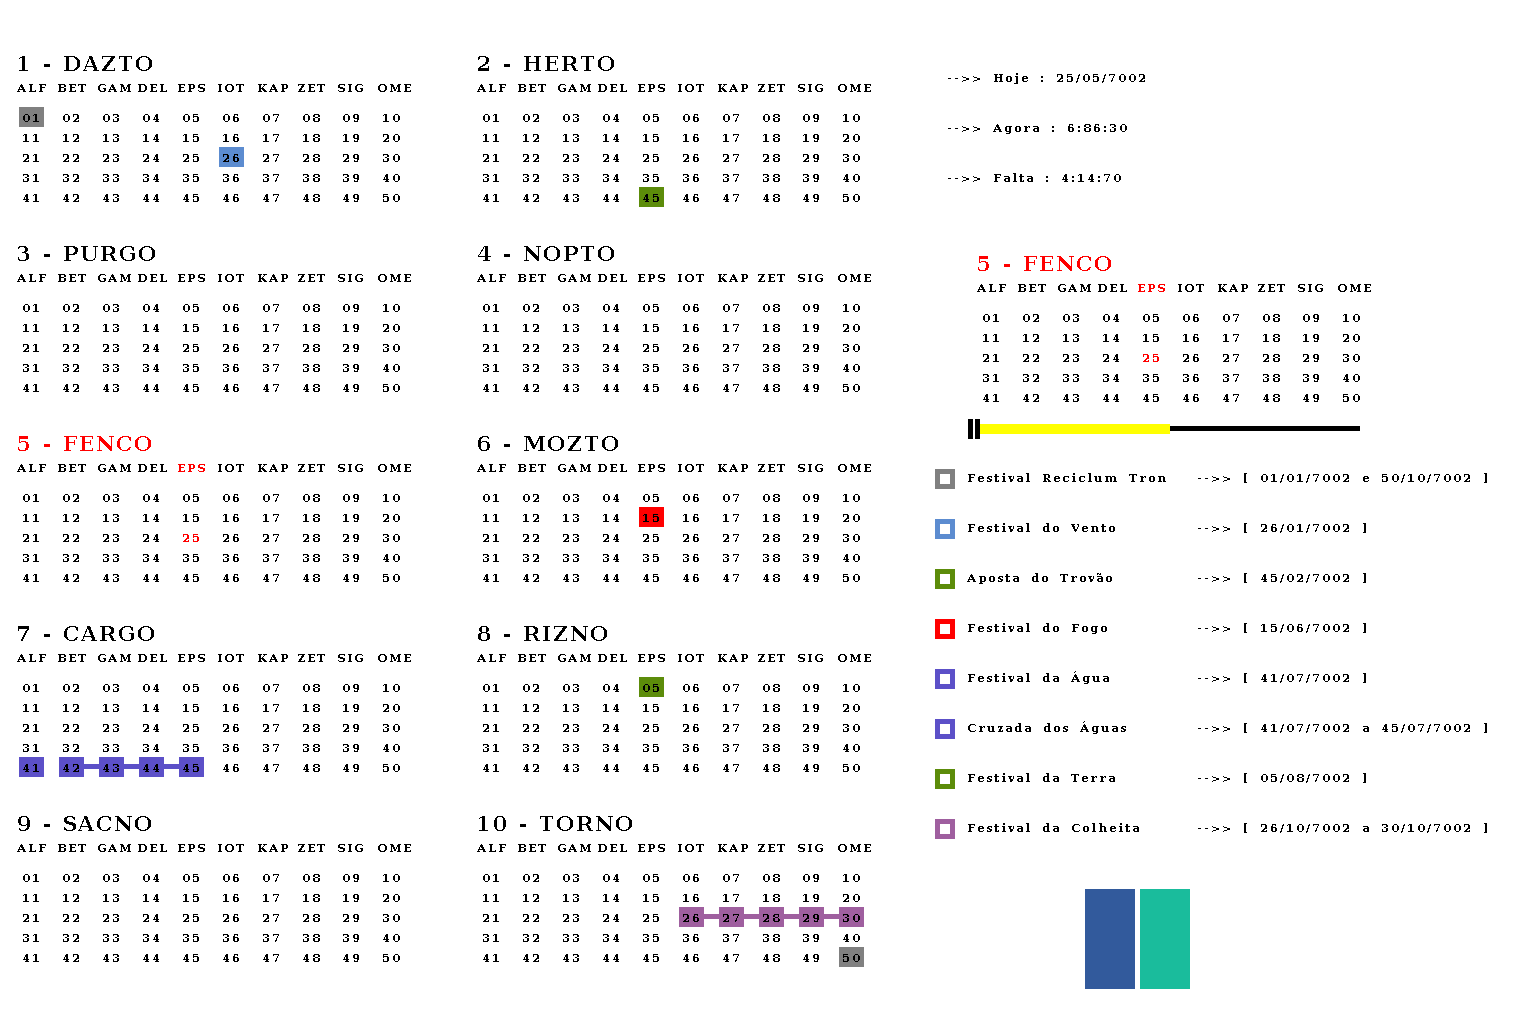 1 - DAZTO
ALF BET GAM DEL EPS IOT KAP ZET SIG OME
01 02 03 04 05 06 07 08 09 10
11 12 13 14 15 16 17 18 19 20
21 22 23 24 25 26 27 28 29 30
31 32 33 34 35 36 37 38 39 40
41 42 43 44 45 46 47 48 49 50
2 - HERTO
ALF BET GAM DEL EPS IOT KAP ZET SIG OME
01 02 03 04 05 06 07 08 09 10
11 12 13 14 15 16 17 18 19 20
21 22 23 24 25 26 27 28 29 30
31 32 33 34 35 36 37 38 39 40
41 42 43 44 45 46 47 48 49 50
3 - PURGO
ALF BET GAM DEL EPS IOT KAP ZET SIG OME
01 02 03 04 05 06 07 08 09 10
11 12 13 14 15 16 17 18 19 20
21 22 23 24 25 26 27 28 29 30
31 32 33 34 35 36 37 38 39 40
41 42 43 44 45 46 47 48 49 50
4 - NOPTO
ALF BET GAM DEL EPS IOT KAP ZET SIG OME
01 02 03 04 05 06 07 08 09 10
11 12 13 14 15 16 17 18 19 20
21 22 23 24 25 26 27 28 29 30
31 32 33 34 35 36 37 38 39 40
41 42 43 44 45 46 47 48 49 50
5 - FENCO
ALF BET GAM DEL EPS IOT KAP ZET SIG OME
01 02 03 04 05 06 07 08 09 10
11 12 13 14 15 16 17 18 19 20
21 22 23 24 25 26 27 28 29 30
31 32 33 34 35 36 37 38 39 40
41 42 43 44 45 46 47 48 49 50
6 - MOZTO
ALF BET GAM DEL EPS IOT KAP ZET SIG OME
01 02 03 04 05 06 07 08 09 10
11 12 13 14 15 16 17 18 19 20
21 22 23 24 25 26 27 28 29 30
31 32 33 34 35 36 37 38 39 40
41 42 43 44 45 46 47 48 49 50
7 - CARGO
ALF BET GAM DEL EPS IOT KAP ZET SIG OME
01 02 03 04 05 06 07 08 09 10
11 12 13 14 15 16 17 18 19 20
21 22 23 24 25 26 27 28 29 30
31 32 33 34 35 36 37 38 39 40
41 42 43 44 45 46 47 48 49 50
8 - RIZNO
ALF BET GAM DEL EPS IOT KAP ZET SIG OME
01 02 03 04 05 06 07 08 09 10
11 12 13 14 15 16 17 18 19 20
21 22 23 24 25 26 27 28 29 30
31 32 33 34 35 36 37 38 39 40
41 42 43 44 45 46 47 48 49 50
9 - SACNO
ALF BET GAM DEL EPS IOT KAP ZET SIG OME
01 02 03 04 05 06 07 08 09 10
11 12 13 14 15 16 17 18 19 20
21 22 23 24 25 26 27 28 29 30
31 32 33 34 35 36 37 38 39 40
41 42 43 44 45 46 47 48 49 50
10 - TORNO
ALF BET GAM DEL EPS IOT KAP ZET SIG OME
01 02 03 04 05 06 07 08 09 10
11 12 13 14 15 16 17 18 19 20
21 22 23 24 25 26 27 28 29 30
31 32 33 34 35 36 37 38 39 40
41 42 43 44 45 46 47 48 49 50
-->> Hoje : 25/05/7002
-->> Agora : 6:86:30
-->> Falta : 4:14:70
5 - FENCO
ALF BET GAM DEL EPS IOT KAP ZET SIG OME
01 02 03 04 05 06 07 08 09 10
11 12 13 14 15 16 17 18 19 20
21 22 23 24 25 26 27 28 29 30
31 32 33 34 35 36 37 38 39 40
41 42 43 44 45 46 47 48 49 50
Festival Reciclum Tron -->> [ 01/01/7002 e 50/10/7002 ]
Festival do Vento -->> [ 26/01/7002 ]
Aposta do Trovão -->> [ 45/02/7002 ]
Festival do Fogo -->> [ 15/06/7002 ]
Festival da Água -->> [ 41/07/7002 ]
Cruzada dos Águas -->> [ 41/07/7002 a 45/07/7002 ]
Festival da Terra -->> [ 05/08/7002 ]
Festival da Colheita -->> [ 26/10/7002 a 30/10/7002 ]